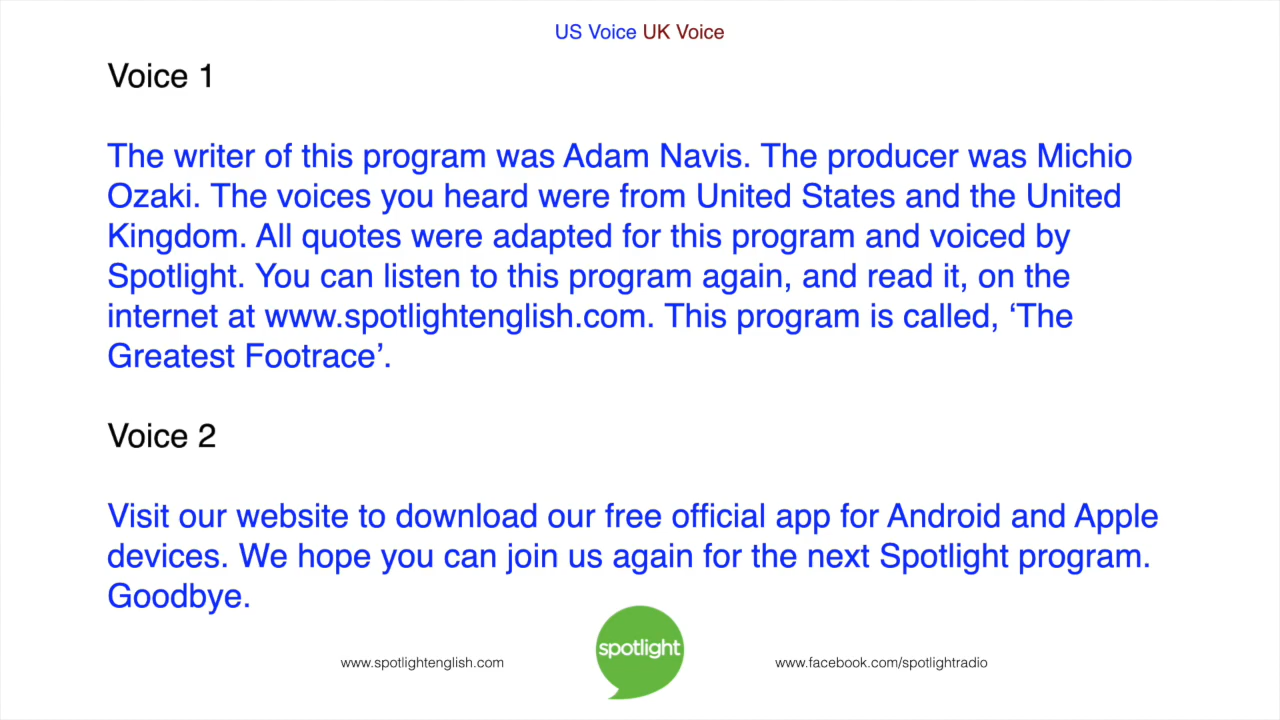 US Voice UK Voice
Voice 1
The writer of this program was Adam Navis. The producer was Michio
Ozaki. The voices you heard were from United States and the United
Kingdom. All quotes were adapted for this program and voiced by
Spotlight. You can listen to this program again, and read it, on the
internet at www.spotlightenglish.com. This program is called, ‘The
Greatest Footrace’.
Voice 2
Visit our website to download our free official app for Android and Apple
devices. We hope you can join us again for the next Spotlight program.
Goodbye.
www.spotlightenglish.com
spotlight
www.facebook.com/spotlightradio